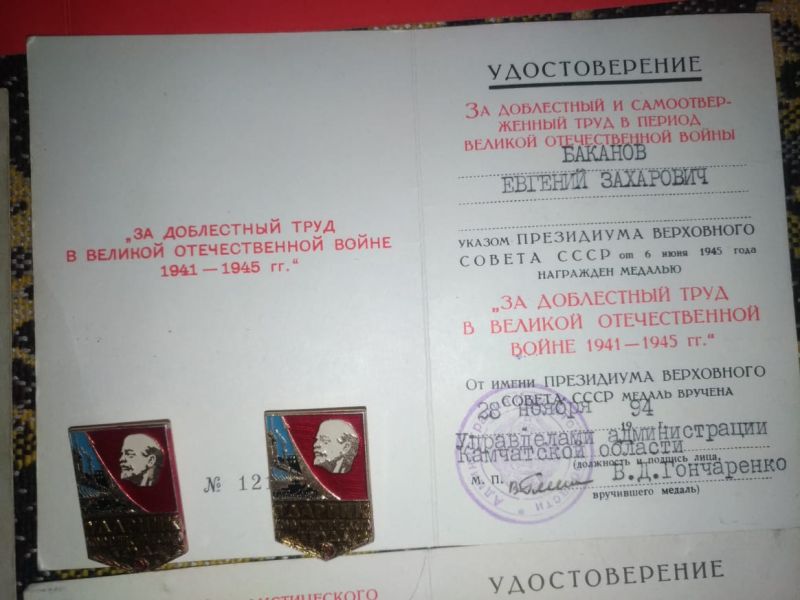 „ЗА ДОБЛЕСТНЫЙ ТРУД
В ВЕЛИКОЙ ОТЕЧЕСТВЕННОЙ ВОЙНЕ
1941 — 1945 гг.“
№ 12
УДАРНИК
УДОСТОВЕРЕНИЕ
ЗА ДОБЛЕСТНЫЙ И САМООТВЕР-
ЖЕННЫЙ ТРУД В ПЕРИОД
ВЕЛИКОЙ ОТЕЧЕСТВЕННОЙ ВОЙНЫ
БАКАНОВ
ЕВГЕНИЙ ЗАХАРОВИЧ
УКАЗОМ ПРЕЗИДИУМА ВЕРХОВНОГО
СОВЕТА СССР от 6 июня 1945 года
НАГРАЖДЕН МЕДАЛЬЮ
„ЗА ДОБЛЕСТНЫЙ ТРУД
В ВЕЛИКОЙ ОТЕЧЕСТВЕННОЙ
ВОЙНЕ 1941 — 1945 гг.“
От имени ПРЕЗИДИУМА ВЕРХОВНОГО
СОВЕТА СССР МЕДАЛЬ ВРУЧЕНА
28 ноября 94
Управделами администрации
Камчатской области
(должность и подпись лица,
М. П. В.Д.Гончаренко
вручившего медаль)
УДОСТОВЕРЕНИЕ